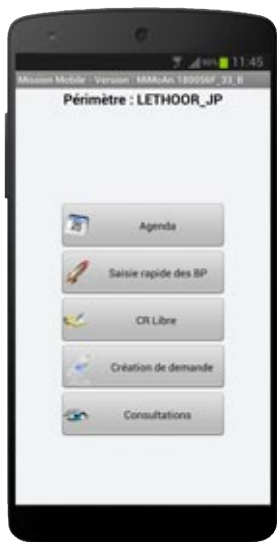 11:45
Mission Mobile - Version : MiMoAn.180056F_33_B
Périmètre : LETHOOR_JP
Agenda
Saisie rapide des BP
CR Libre
Création de demande
Consultations